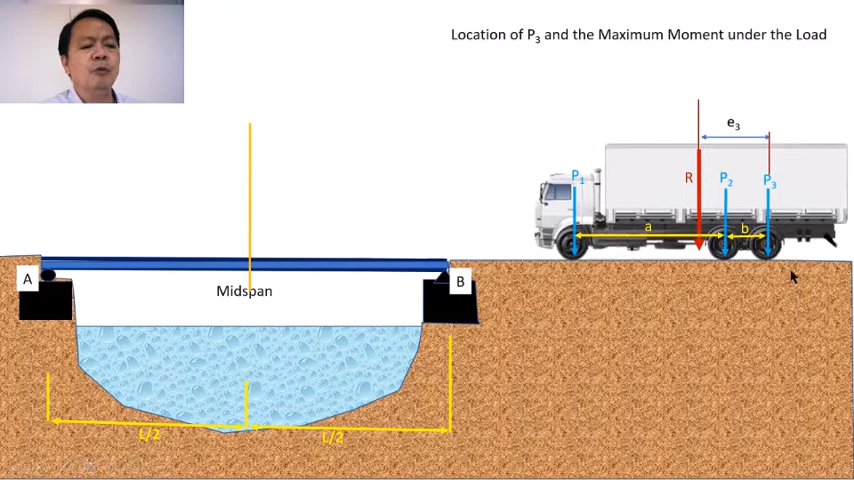 Location of P3 and the Maximum Moment under the Load
e3
P1
R
P2
P3
a
b
A
B
Midspan
L/2
L/2